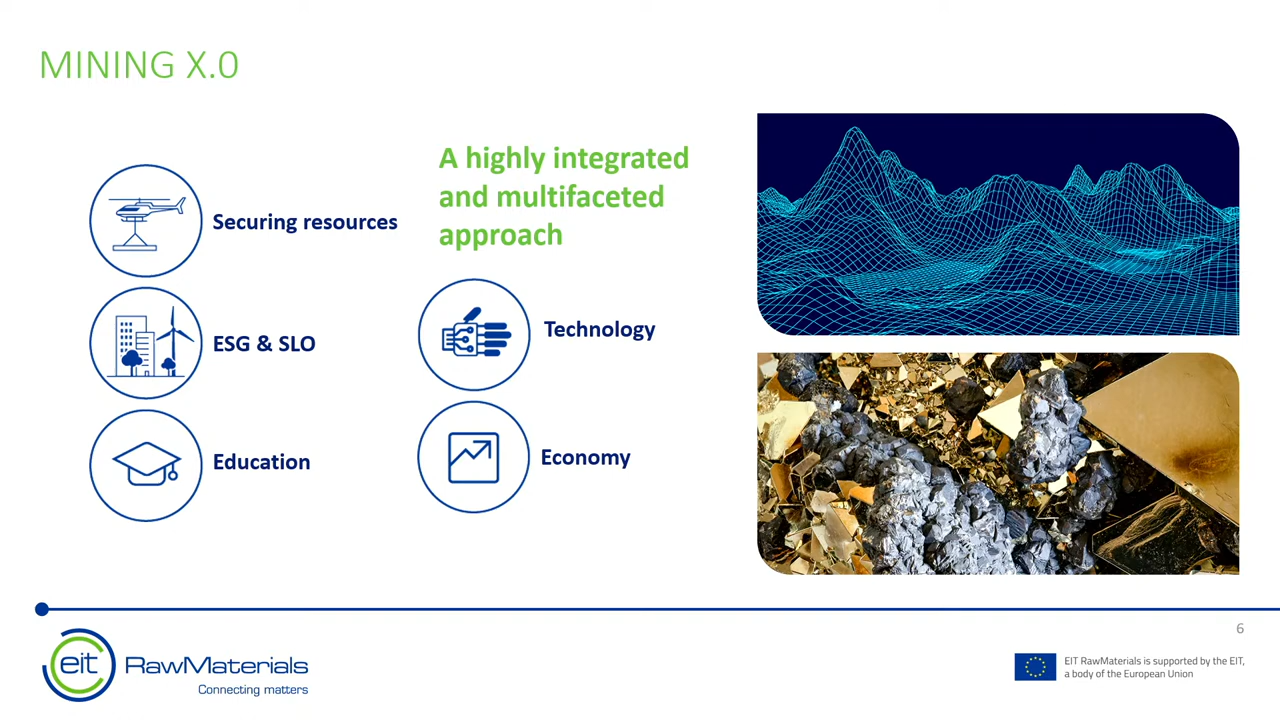 MINING X.0
A highly integrated
and multifaceted
approach
Securing resources
ESG & SLO
Education
Technology
Economy
6
eit RawMaterials
Connecting matters
EIT RawMaterials is supported by the EIT,
a body of the European Union